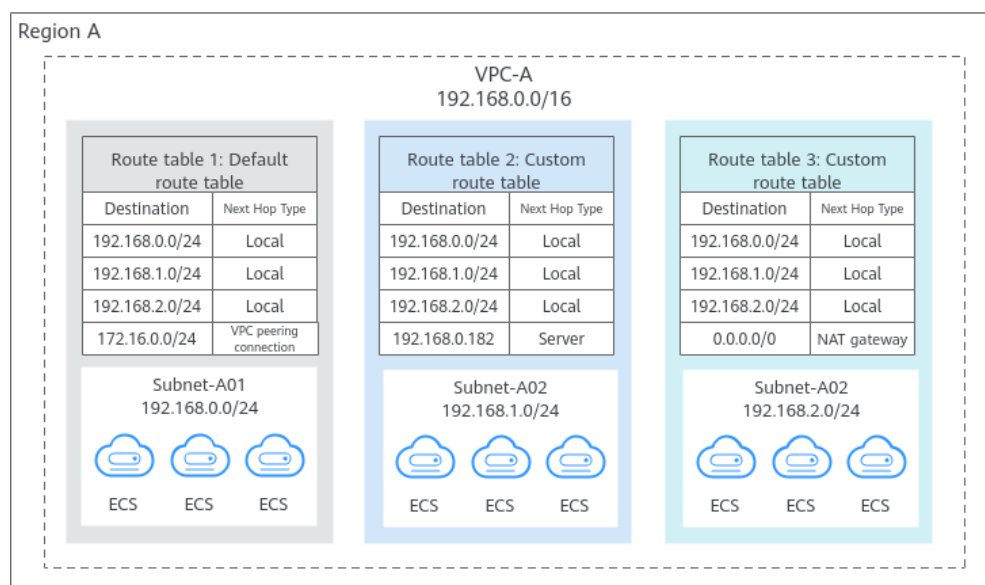 Region A
VPC-A
192.168.0.0/16
Route table 1: Default
route table
Destination Next Hop Type
192.168.0.0/24 Local
192.168.1.0/24 Local
192.168.2.0/24 Local
172.16.0.0/24 VPC peering
connection
Subnet-A01
192.168.0.0/24
ECS ECS ECS
Route table 2: Custom
route table
Destination Next Hop Type
192.168.0.0/24 Local
192.168.1.0/24 Local
192.168.2.0/24 Local
192.168.0.182 Server
Subnet-A02
192.168.1.0/24
ECS ECS ECS
Route table 3: Custom
route table
Destination Next Hop Type
192.168.0.0/24 Local
192.168.1.0/24 Local
192.168.2.0/24 Local
0.0.0.0/0 NAT gateway
Subnet-A02
192.168.2.0/24
ECS ECS ECS